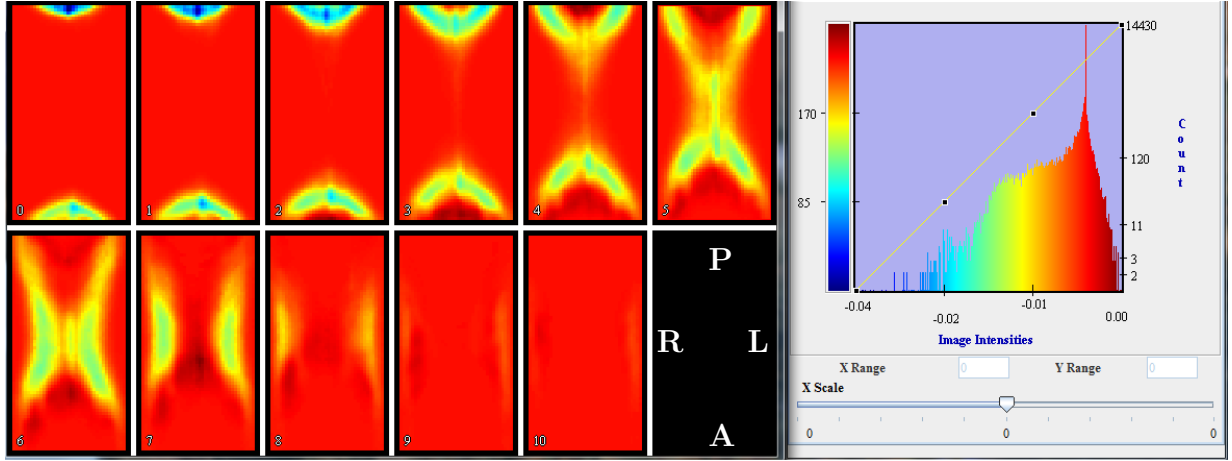 0 1 2 3 4 5
6 7 8 9 10
P
R L
A
14430
170
120
85
11
3
2
-0.04 -0.02 -0.01 0.00
Count
Image Intensities
X Range 0 Y Range 0
X Scale
0 0 0